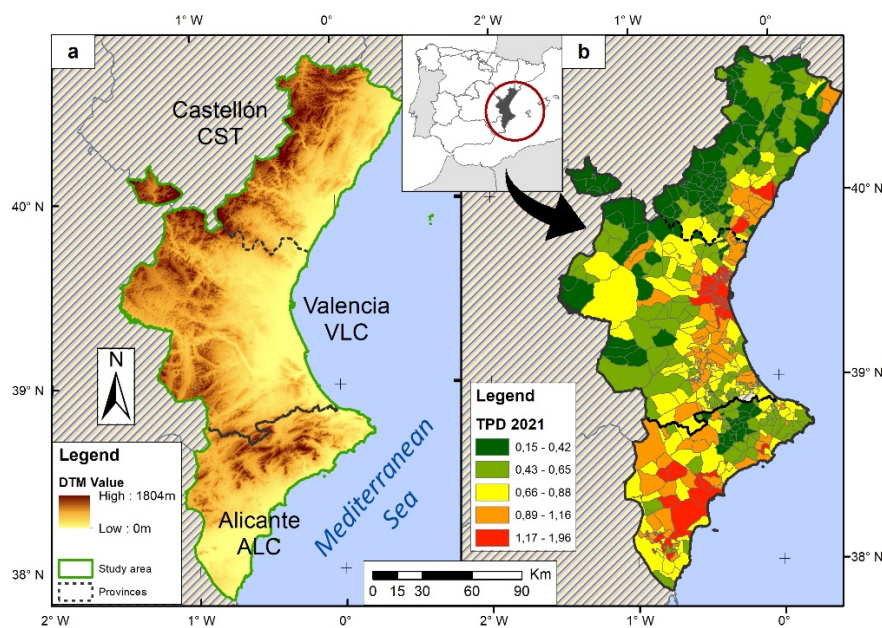 2° W
1° W
0°
2° W
1° W
0°
a
b
Castellón
CST
40° N
40° N
Valencia
VLC
N
39° N
39° N
Legend
DTM Value
High : 1804m
Low : 0m
Study area
Provinces
Alicante
ALC
Mediterranean
Sea
Legend
TPD 2021
0,15 - 0,42
0,43 - 0,65
0,66 - 0,88
0,89 - 1,16
1,17 - 1,96
Km
0 15 30 60 90
38° N
38° N
2° W
1° W
0°
2° W
1° W
0°